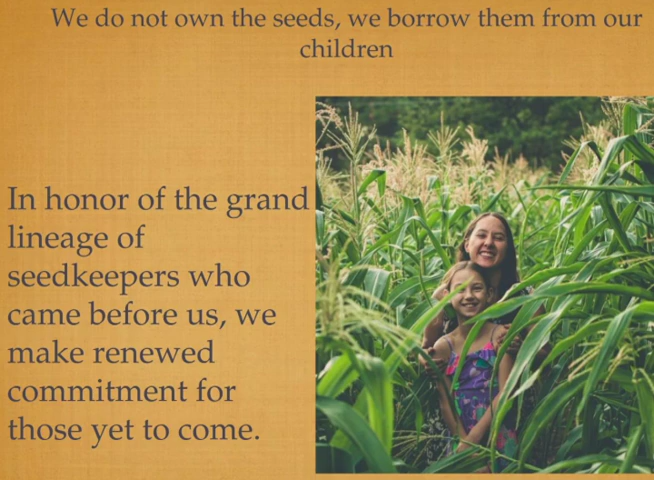 We do not own the seeds, we borrow them from our
children
In honor of the grand
lineage of
seedkeepers who
came before us, we
make renewed
commitment for
those yet to come.